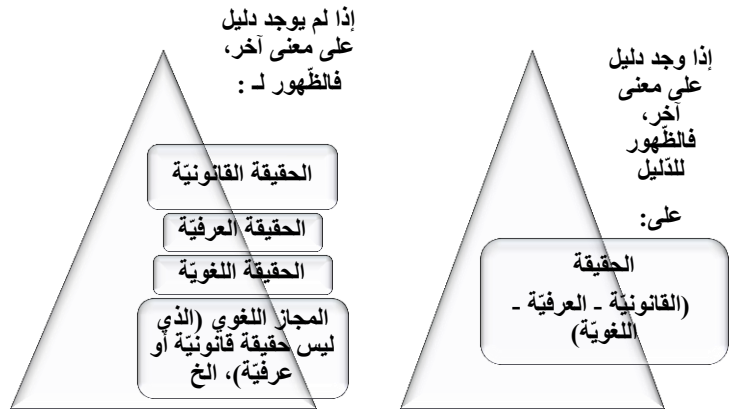 إذا وجد دليل
على معنى
آخر،
فالظّهور
للدّليل
على:
الحقيقة
(القانونيّة - العرفيّة -
اللغويّة)
إذا لم يوجد دليل
على معنى آخر،
فالظّهور لـ :
الحقيقة القانونيّة
الحقيقة العرفيّة
الحقيقة اللغويّة
المجاز اللغوي (الذي
ليس حقيقة قانونيّة أو
عرفيّة)، الخ